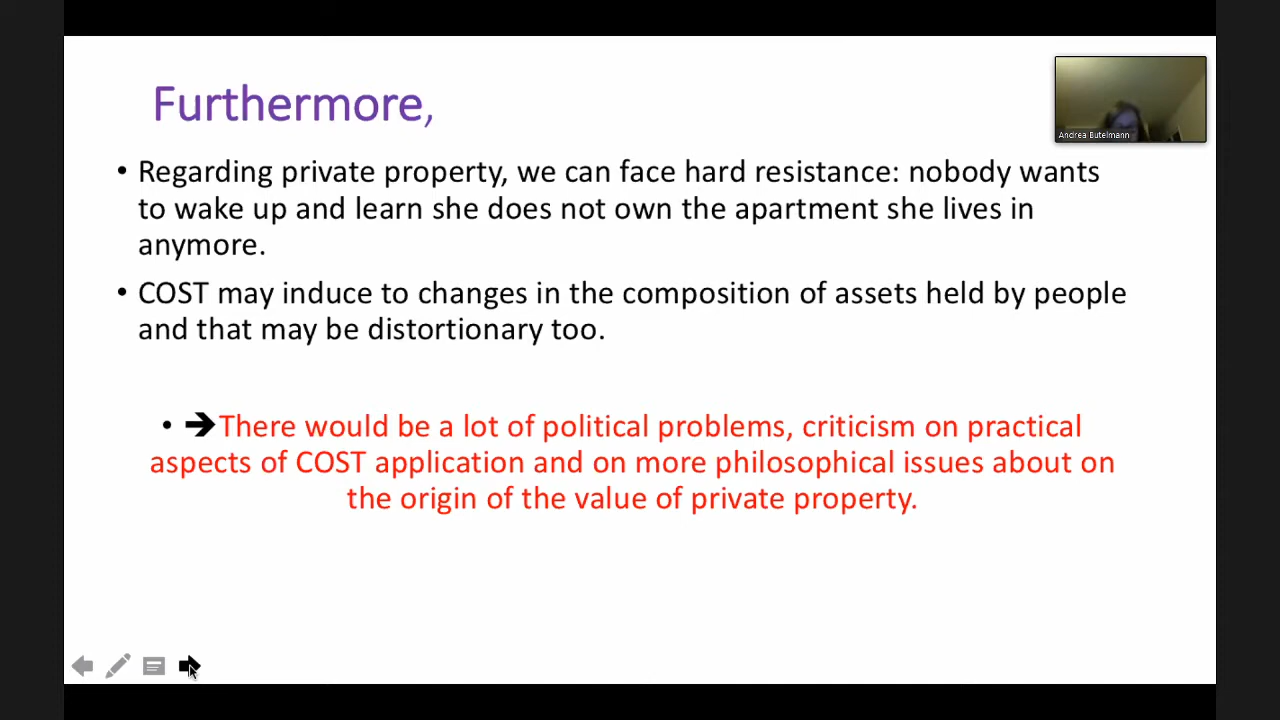 Furthermore,
Andrea Butelmann
• Regarding private property, we can face hard resistance: nobody wants
to wake up and learn she does not own the apartment she lives in
anymore.
• COST may induce to changes in the composition of assets held by people
and that may be distortionary too.
• ➔There would be a lot of political problems, criticism on practical
aspects of COST application and on more philosophical issues about on
the origin of the value of private property.